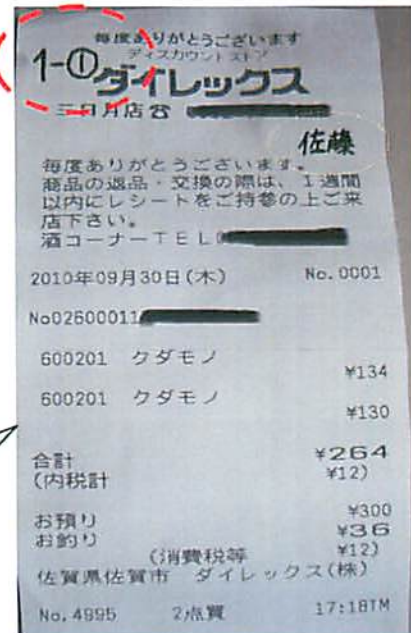 毎度ありがとうございます
ディスカウントストア
1-①
ダイレックス
三日月店☎
佐藤
毎度ありがとうございます。
商品の返品・交換の際は、1週間
以内にレシートをご持参の上ご来
店下さい。
酒コーナーTEL
2010年09月30日(木) No.0001
No02600011
600201 クダモノ
¥134
600201 クダモノ
¥130
合計 ¥264
(内税計 ¥12)
お預り ¥300
お釣り ¥36
(消費税等 ¥12)
佐賀県佐賀市 ダイレックス(株)
No.4995 2点買 17:18TM